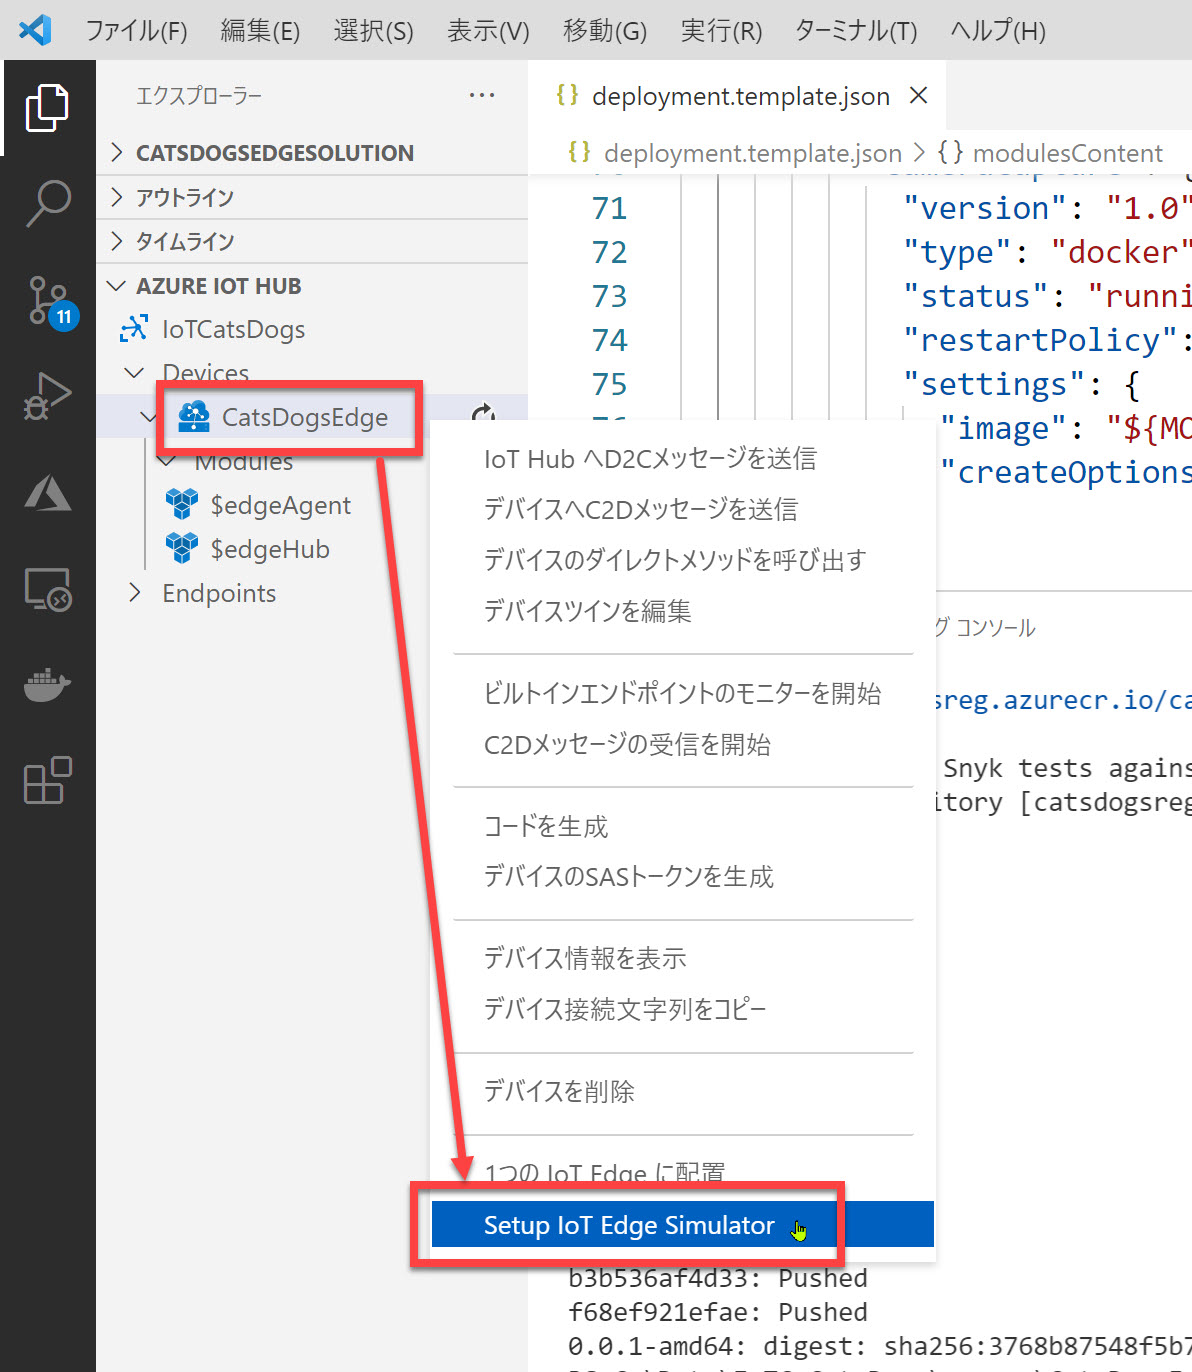 ファイル(F) 編集(E) 選択(S) 表示(V) 移動(G) 実行(R) ターミナル(T) ヘルプ(H)
エクスプローラー ···
CATSDOGSEDGESOLUTION
アウトライン
タイムライン
AZURE IOT HUB
IoTCatsDogs
Devices
CatsDogsEdge
Modules
$edgeAgent
$edgeHub
Endpoints
11
{} deployment.template.json ×
{} deployment.template.json > {} modulesContent
71 "version": "1.0"
72 "type": "docker"
73 "status": "runni
74 "restartPolicy":
75 "settings": {
"image": "${MO
"createOptions
IoT Hub へD2Cメッセージを送信
デバイスへC2Dメッセージを送信
デバイスのダイレクトメソッドを呼び出す
デバイスツインを編集
ビルトインエンドポイントのモニターを開始
C2Dメッセージの受信を開始
コードを生成
デバイスのSASトークンを生成
デバイス情報を表示
デバイス接続文字列をコピー
デバイスを削除
1つの IoT Edge に配置
Setup IoT Edge Simulator
グ コンソール
sreg.azurecr.io/ca
Snyk tests agains
itory [catsdogsreg
b3b536af4d33: Pushed
f68ef921efae: Pushed
0.0.1-amd64: digest: sha256:3768b87548f5b7